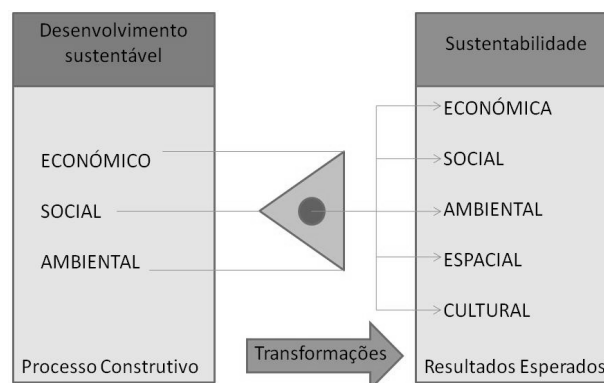 Desenvolvimento
sustentável
ECONÓMICO
SOCIAL
AMBIENTAL
Processo Construtivo
Transformações
Sustentabilidade
ECONÓMICA
SOCIAL
AMBIENTAL
ESPACIAL
CULTURAL
Resultados Esperados